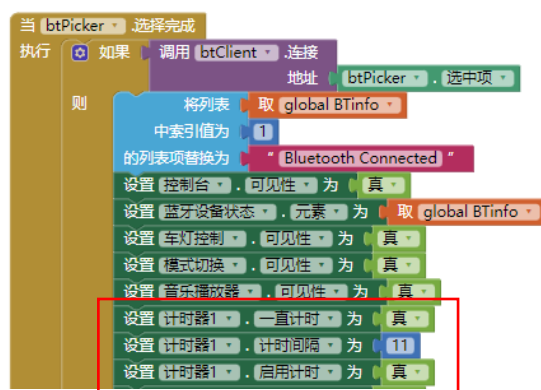 当 btPicker .选择完成
执行 如果 调用 btClient .连接
地址 btPicker . 选中项
则 将列表 取 global BTinfo
中索引值为 1
的列表项替换为 " Bluetooth Connected "
设置 控制台 . 可见性 为 真
设置 蓝牙设备状态 . 元素 为 取 global BTinfo
设置 车灯控制 . 可见性 为 真
设置 模式切换 . 可见性 为 真
设置 音乐播放器 . 可见性 为 真
设置 计时器1 . 一直计时 为 真
设置 计时器1 . 计时间隔 为 11
设置 计时器1 . 启用计时 为 真